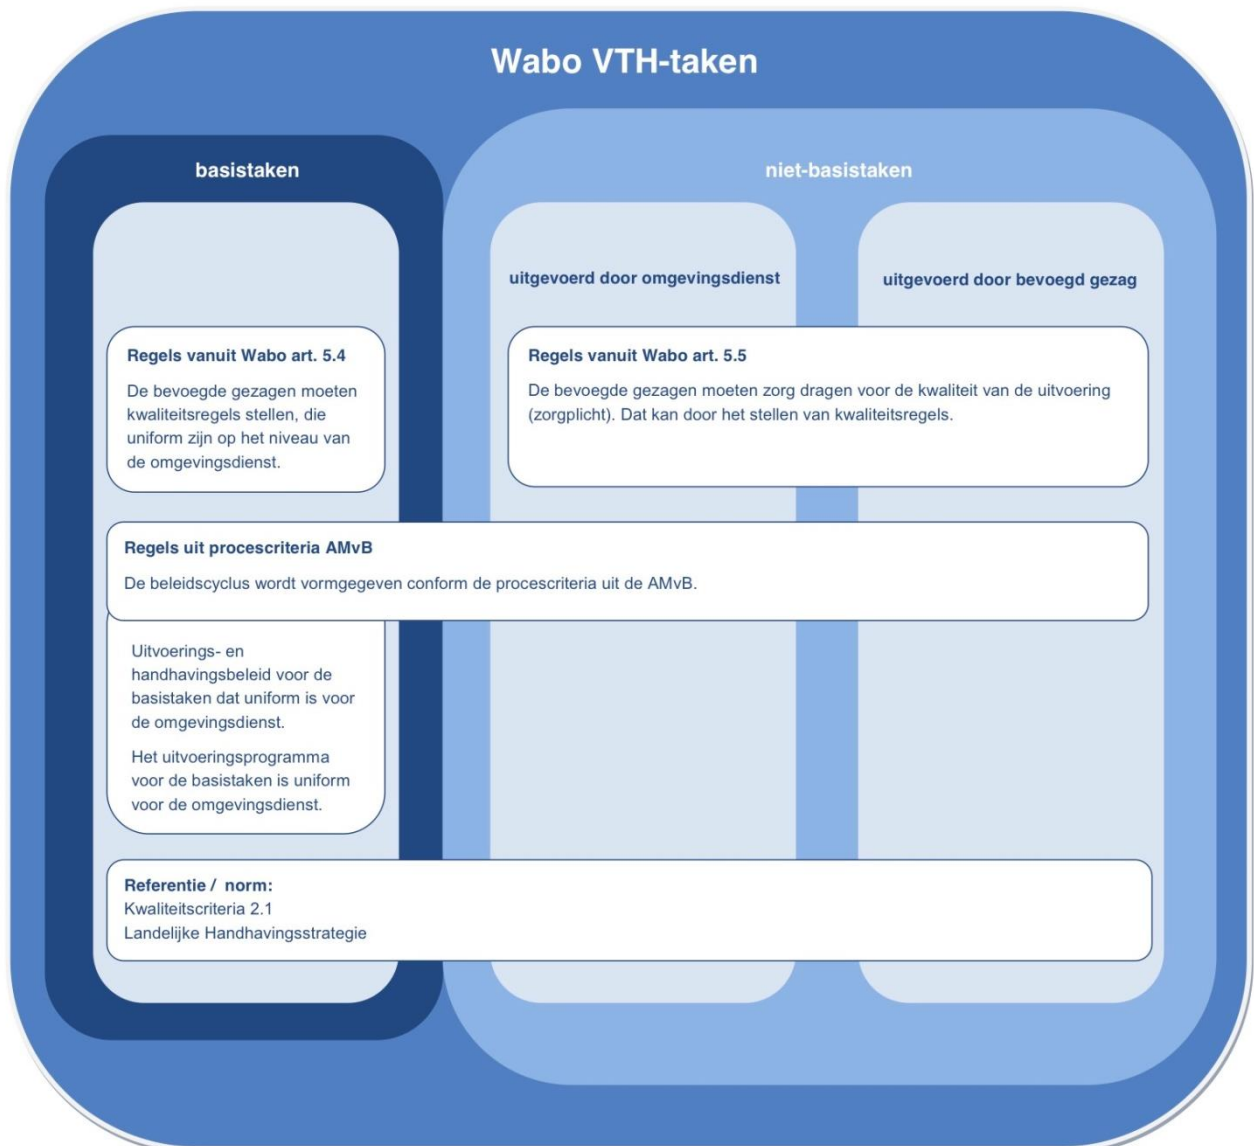 Wabo VTH-taken
basistaken
niet-basistaken
uitgevoerd door omgevingsdienst
uitgevoerd door bevoegd gezag
Regels vanuit Wabo art. 5.4
De bevoegde gezagen moeten
kwaliteitsregels stellen, die
uniform zijn op het niveau van
de omgevingsdienst.
Regels vanuit Wabo art. 5.5
De bevoegde gezagen moeten zorg dragen voor de kwaliteit van de uitvoering
(zorgplicht). Dat kan door het stellen van kwaliteitsregels.
Regels uit procescriteria AMvB
De beleidscyclus wordt vormgegeven conform de procescriteria uit de AMvB.
Uitvoerings- en
handhavingsbeleid voor de
basistaken dat uniform is voor
de omgevingsdienst.
Het uitvoeringsprogramma
voor de basistaken is uniform
voor de omgevingsdienst.
Referentie / norm:
Kwaliteitscriteria 2.1
Landelijke Handhavingsstrategie